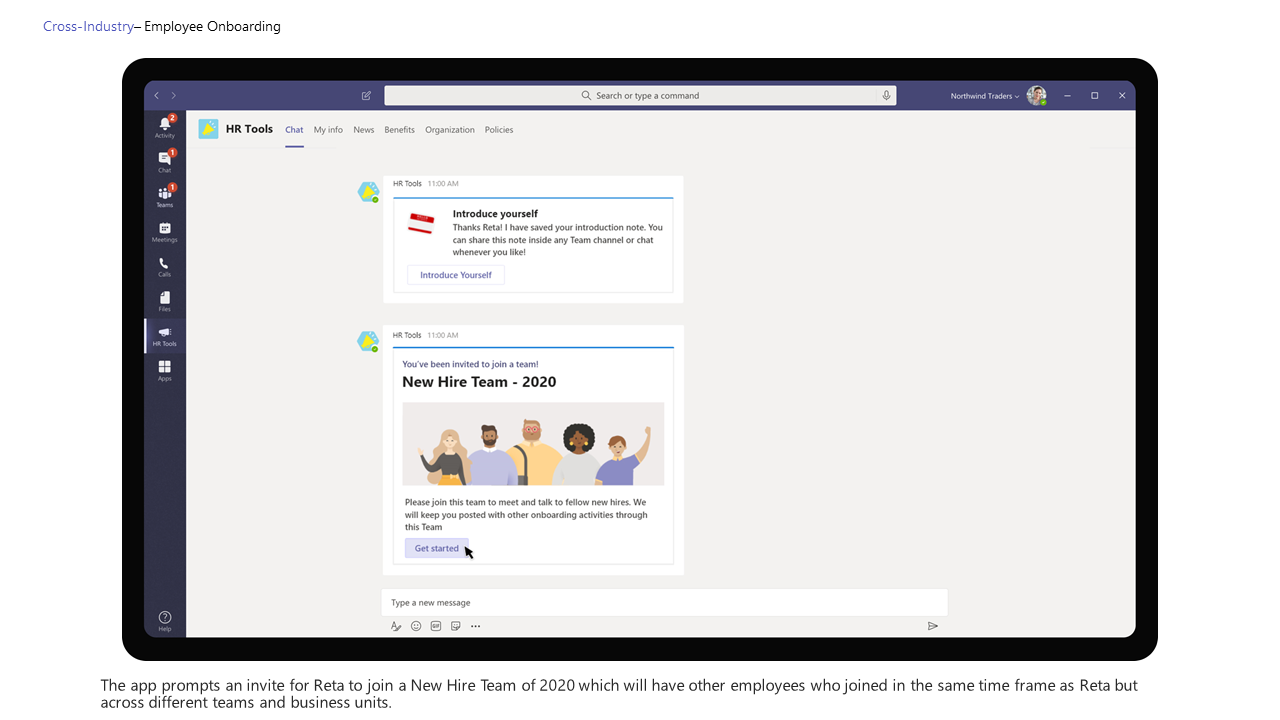 Cross-Industry– Employee Onboarding
Search or type a command
Northwind Traders
2
Activity
HR Tools
Chat My info News Benefits Organization Policies
1
Chat
1
Teams
Meetings
Calls
Files
HR Tools
Apps
Help
HR Tools 11:00 AM
Introduce yourself
Thanks Reta! I have saved your introduction note. You
can share this note inside any Team channel or chat
whenever you like!
Introduce Yourself
HR Tools 11:00 AM
You've been invited to join a team!
New Hire Team - 2020
Please join this team to meet and talk to fellow new hires. We
will keep you posted with other onboarding activities through
this Team
Get started
Type a new message
GIF
The app prompts an invite for Reta to join a New Hire Team of 2020 which will have other employees who joined in the same time frame as Reta but
across different teams and business units.